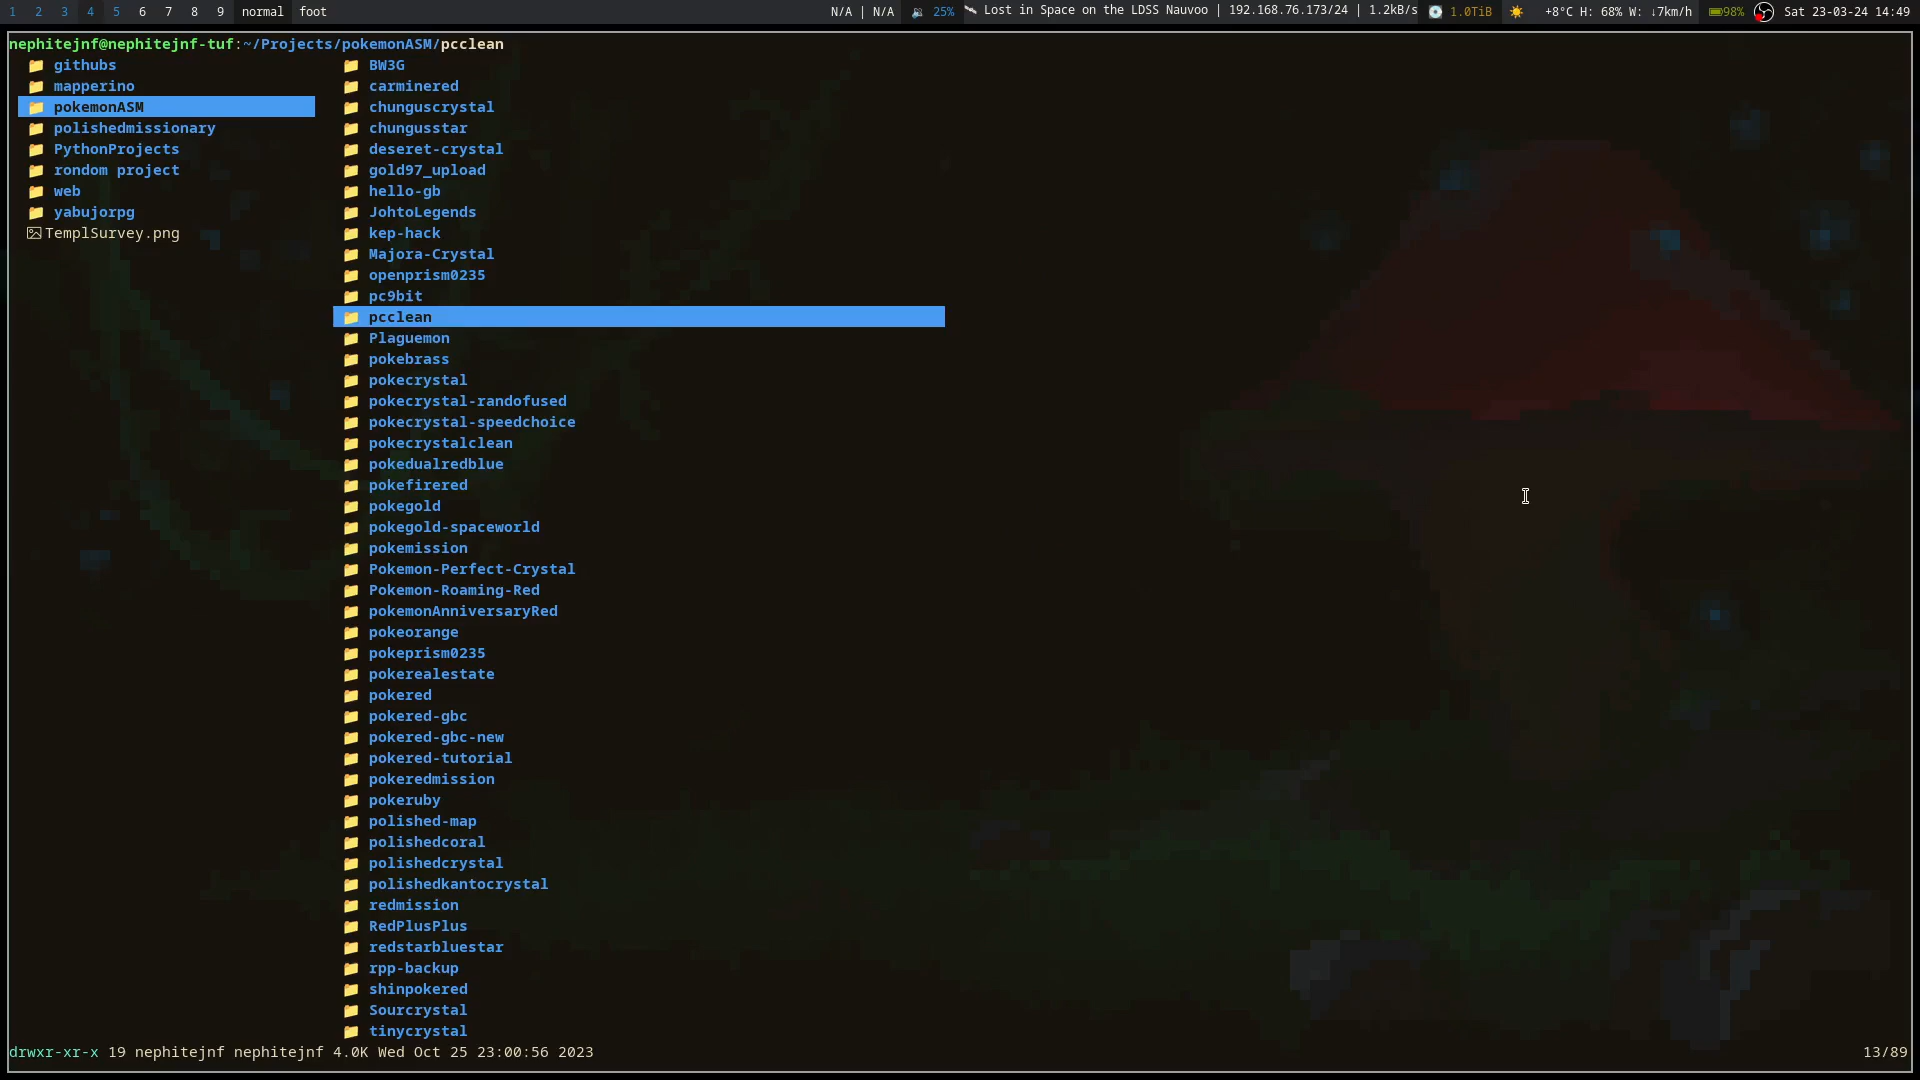 1 2 3 4 5 6 7 8 9 normal foot N/A | N/A 25% Lost in Space on the LDSS Nauvoo | 192.168.76.173/24 | 1.2kB/s 1.0TiB +8°C H: 68% W: ↓7km/h 98% Sat 23-03-24 14:49
nephitejnf@nephitejnf-tuf:~/Projects/pokemonASM/pcclean
githubs
mapperino
pokemonASM
polishedmissionary
PythonProjects
rondom project
web
yabujorpg
TemplSurvey.png
BW3G
carminered
chunguscrystal
chungusstar
deseret-crystal
gold97_upload
hello-gb
JohtoLegends
kep-hack
Majora-Crystal
openprism0235
pc9bit
pcclean
Plaguemon
pokebrass
pokecrystal
pokecrystal-randofused
pokecrystal-speedchoice
pokecrystalclean
pokedualredblue
pokefirered
pokegold
pokegold-spaceworld
pokemission
Pokemon-Perfect-Crystal
Pokemon-Roaming-Red
pokemonAnniversaryRed
pokeorange
pokeprism0235
pokerealestate
pokered
pokered-gbc
pokered-gbc-new
pokered-tutorial
pokeredmission
pokeruby
polished-map
polishedcoral
polishedcrystal
polishedkantocrystal
redmission
RedPlusPlus
redstarbluestar
rpp-backup
shinpokered
Sourcrystal
tinycrystal
drwxr-xr-x 19 nephitejnf nephitejnf 4.0K Wed Oct 25 23:00:56 2023 13/89